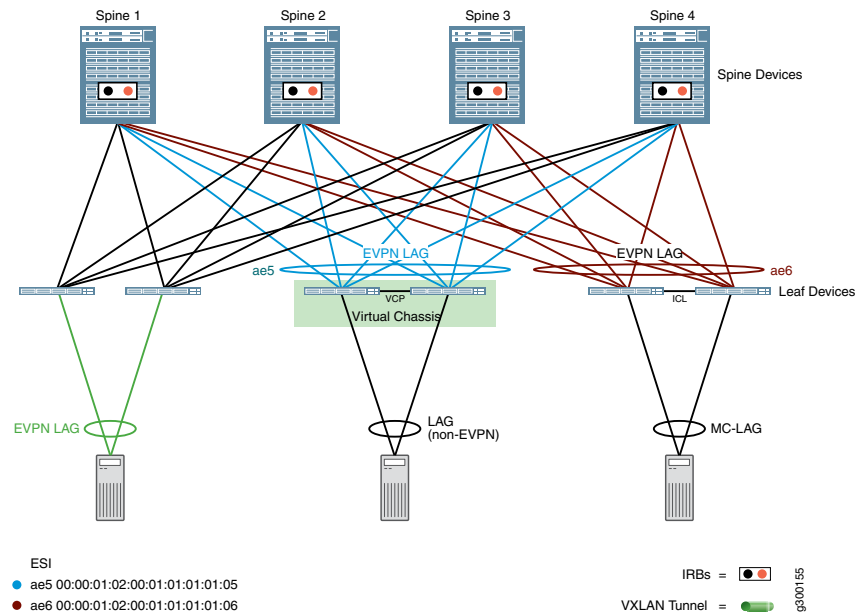 Spine 1
Spine 2
Spine 3
Spine 4
Spine Devices
EVPN LAG
EVPN LAG
ae5
ae6
VCP
ICL
Leaf Devices
Virtual Chassis
EVPN LAG
LAG
(non-EVPN)
MC-LAG
ESI
ae5 00:00:01:02:00:01:01:01:01:05
ae6 00:00:01:02:00:01:01:01:01:06
IRBs =
VXLAN Tunnel =
g300155